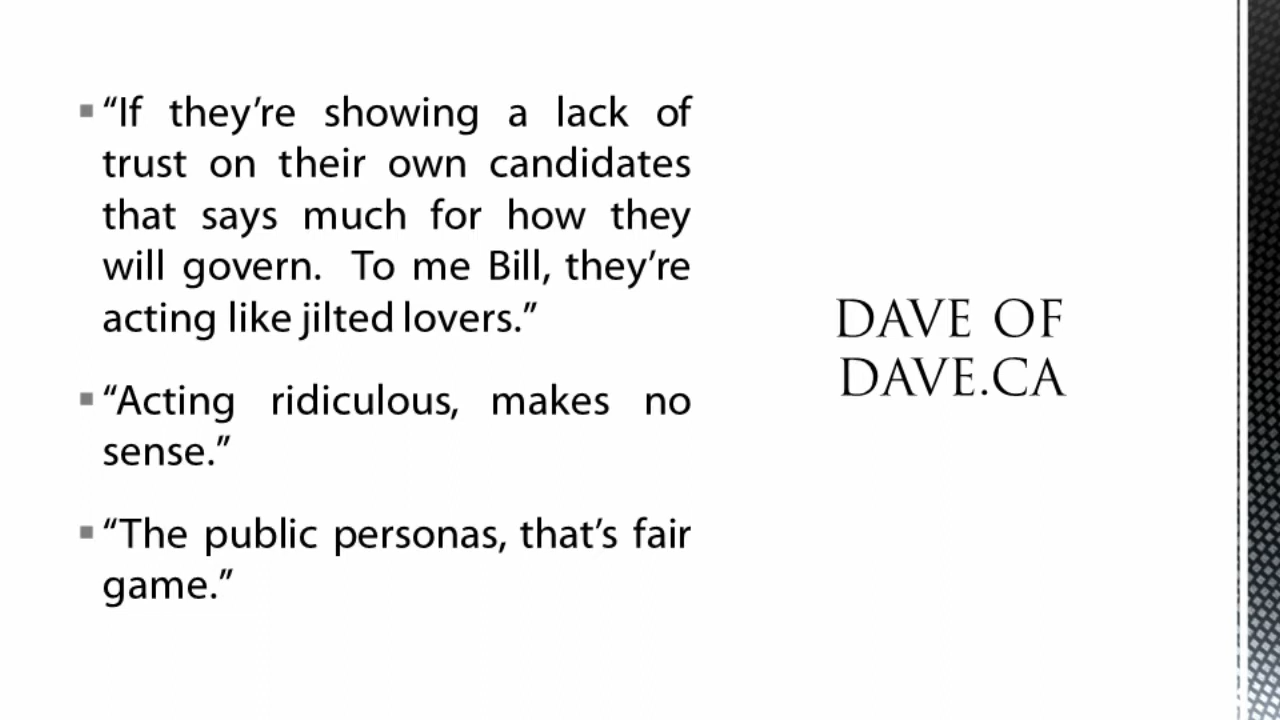 “If they’re showing a lack of
trust on their own candidates
that says much for how they
will govern.  To me Bill, they’re
acting like jilted lovers.”
“Acting ridiculous, makes no
sense.”
“The public personas, that’s fair
game.”
DAVE OF
DAVE.CA